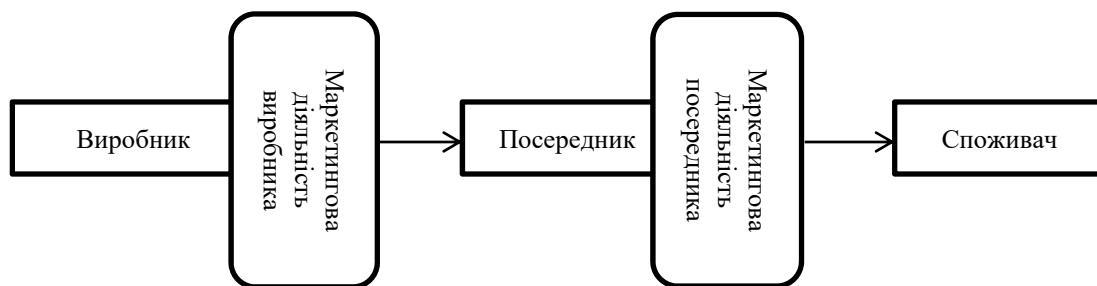 Виробник
Маркетингова
діяльність
виробника
Посередник
Маркетингова
діяльність
посередника
Споживач